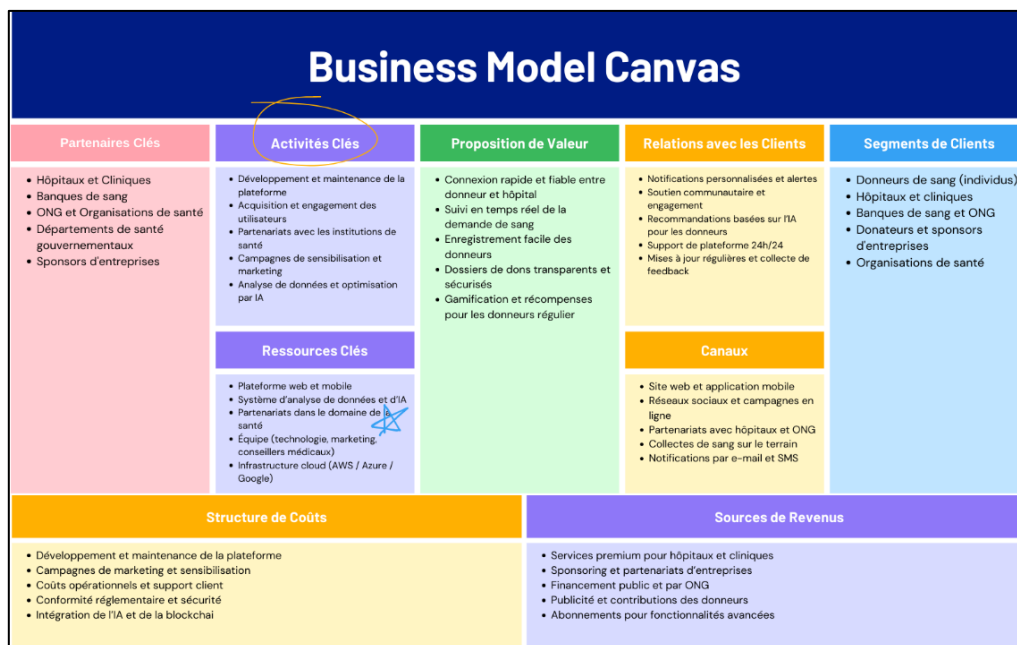 Business Model Canvas
Partenaires Clés
• Hôpitaux et Cliniques
• Banques de sang
• ONG et Organisations de santé
• Départements de santé
gouvernementaux
• Sponsors d'entreprises
Activités Clés
• Développement et maintenance de la
plateforme
• Acquisition et engagement des
utilisateurs
• Partenariats avec les institutions de
santé
• Campagnes de sensibilisation et
marketing
• Analyse de données et optimisation
par IA
Ressources Clés
• Plateforme web et mobile
• Système d'analyse de données et d'IA
• Partenariats dans le domaine de la
santé
• Équipe (technologie, marketing,
conseillers médicaux)
• Infrastructure cloud (AWS / Azure /
Google)
Proposition de Valeur
• Connexion rapide et fiable entre
donneur et hôpital
• Suivi en temps réel de la
demande de sang
• Enregistrement facile des
donneurs
• Dossiers de dons transparents et
sécurisés
• Gamification et récompenses
pour les donneurs régulier
Relations avec les Clients
• Notifications personnalisées et alertes
• Soutien communautaire et
engagement
• Recommandations basées sur l'IA
pour les donneurs
• Support de plateforme 24h/24
• Mises à jour régulières et collecte de
feedback
Canaux
• Site web et application mobile
• Réseaux sociaux et campagnes en
ligne
• Partenariats avec hôpitaux et ONG
• Collectes de sang sur le terrain
• Notifications par e-mail et SMS
Segments de Clients
• Donneurs de sang (individus)
• Hôpitaux et cliniques
• Banques de sang et ONG
• Donateurs et sponsors
d'entreprises
• Organisations de santé
Structure de Coûts
• Développement et maintenance de la plateforme
• Campagnes de marketing et sensibilisation
• Coûts opérationnels et support client
• Conformité réglementaire et sécurité
• Intégration de l'IA et de la blockchai
Sources de Revenus
• Services premium pour hôpitaux et cliniques
• Sponsoring et partenariats d'entreprises
• Financement public et par ONG
• Publicité et contributions des donneurs
• Abonnements pour fonctionnalités avancées